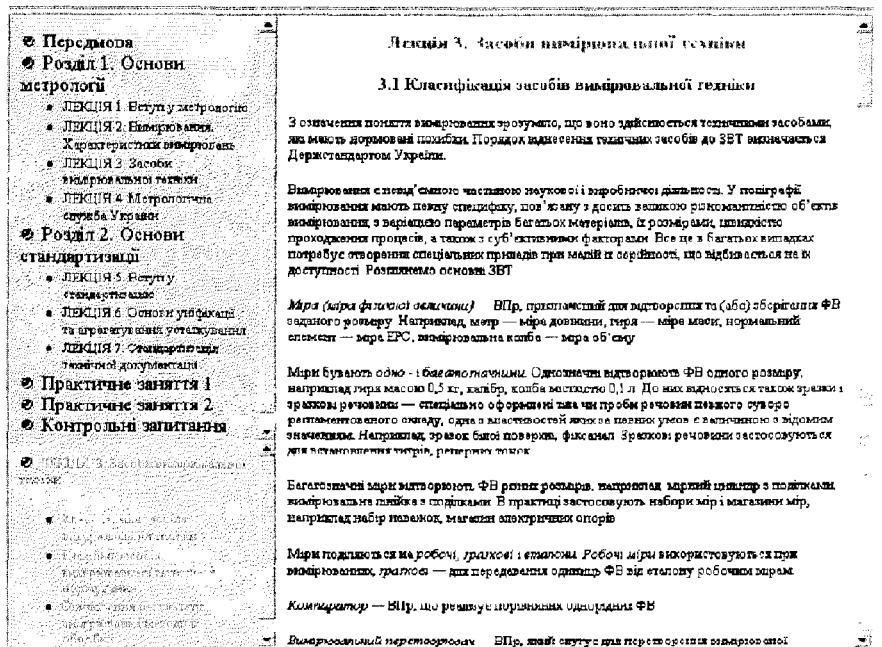 Передмова
Розділ 1. Основи
метрології
ЛЕКЦІЯ 1. Вступ у метрологію
ЛЕКЦІЯ 2. Вимірювання.
Характеристики вимірювань
ЛЕКЦІЯ 3. Засоби
вимірювальної техніки
ЛЕКЦІЯ 4. Метрологічна
служба України
Розділ 2. Основи
стандартизації
ЛЕКЦІЯ 5. Вступ у
стандартизацію
ЛЕКЦІЯ 6. Основи уніфікації
та агрегатування устаткування
ЛЕКЦІЯ 7. Стандартизація
технічної документації
Практичне заняття 1
Практичне заняття 2
Контрольні запитання
ЛЕКЦІЯ 3. Засоби вимірювальної
техніки
Лекція 3. Засоби вимірювальної техніки
3.1 Класифікація засобів вимірювальної техніки
З означення поняття вимірювання зрозуміло, що воно здійснюється технічними засобами,
які мають нормовані похибки. Порядок віднесення технічних засобів до ЗВТ визначається
Держстандартом України.
Вимірювання є невід'ємною частиною наукової і виробничої діяльності. У поліграфії
вимірювання мають певну специфіку, пов'язану з досить великою різноманітністю об'єктів
вимірювання, з варіацією параметрів багатьох матеріалів, їх розмірами, швидкістю
проходження процесів, а також з суб'єктивними факторами. Все це в багатьох випадках
потребує створення спеціальних приладів при малій їх серійності, що відбивається на їх
доступності. Розглянемо основні ЗВТ
Міра (міра фізичної величини) ВПр, призначений для відтворення та (або) зберігання ФВ
заданого розміру. Наприклад, метр — міра довжини, гиря — міра маси, нормальний
елемент — міра ЕРС, вимірювальна колба — міра об'єму
Міри бувають одно - і багатозначними. Однозначні відтворюють ФВ одного розміру,
наприклад гиря масою 0,5 кг, калібр, колба місткістю 0,1 л. До них відносяться також зразки і
зразкові речовини — спеціально оформлені тіла чи проби речовин певного суворо
регламентованого складу, одна з властивостей яких за певних умов є величиною з відомим
значенням. Наприклад, зразок білої поверхні, фіксанал. Зразкові речовини застосовуються
для встановлення титрів, реперних точок
Багатозначні міри відтворюють ФВ різних розмірів, наприклад мірний циліндр з поділками,
вимірювальна лінійка з поділками. В практиці застосовують набори мір і магазини мір,
наприклад набір наважок, магазин електричних опорів
Міри поділяються на робочі, зразкові і еталони. Робочі міри використовуються при
вимірюваннях, зразкові — для передавання одиниць ФВ від еталону робочим мірам.
Компаратор — ВПр, що реалізує порівняння однорідних ФВ
Вимірювальний перетворювач ВПр, який слугує для перетворення вимірюваної